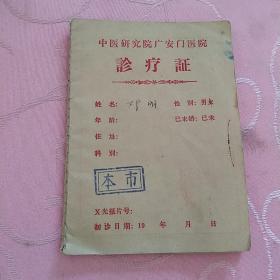 中医研究院广安门医院
診疗証
姓名: 性别: 男女
年龄: 已未婚: 已未
住址:
科别:
本市
X光照片号:
初诊日期: 19 年 月 日